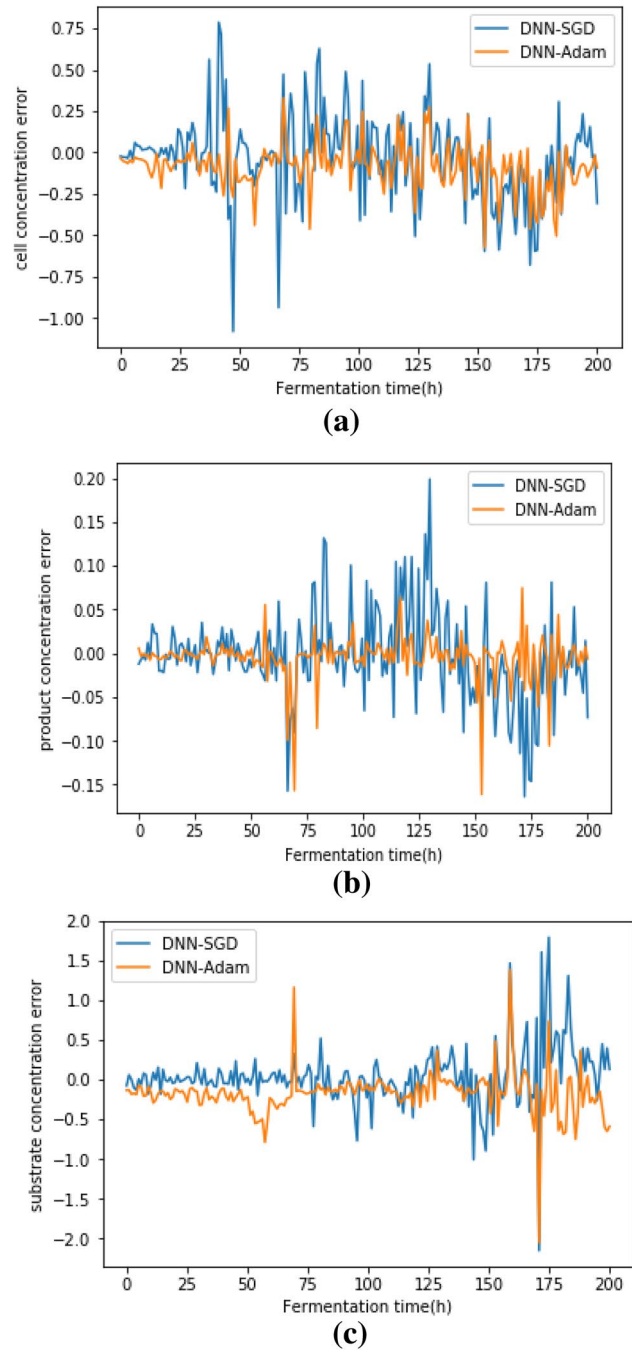 0.75
0.50
0.25
0.00
−0.25
−0.50
−0.75
−1.00
cell concentration error
DNN-SGD
DNN-Adam
0 25 50 75 100 125 150 175 200
Fermentation time(h)
(a)
0.20
0.15
0.10
0.05
0.00
−0.05
−0.10
−0.15
product concentration error
DNN-SGD
DNN-Adam
0 25 50 75 100 125 150 175 200
Fermentation time(h)
(b)
2.0
1.5
1.0
0.5
0.0
−0.5
−1.0
−1.5
−2.0
substrate concentration error
DNN-SGD
DNN-Adam
0 25 50 75 100 125 150 175 200
Fermentation time(h)
(c)